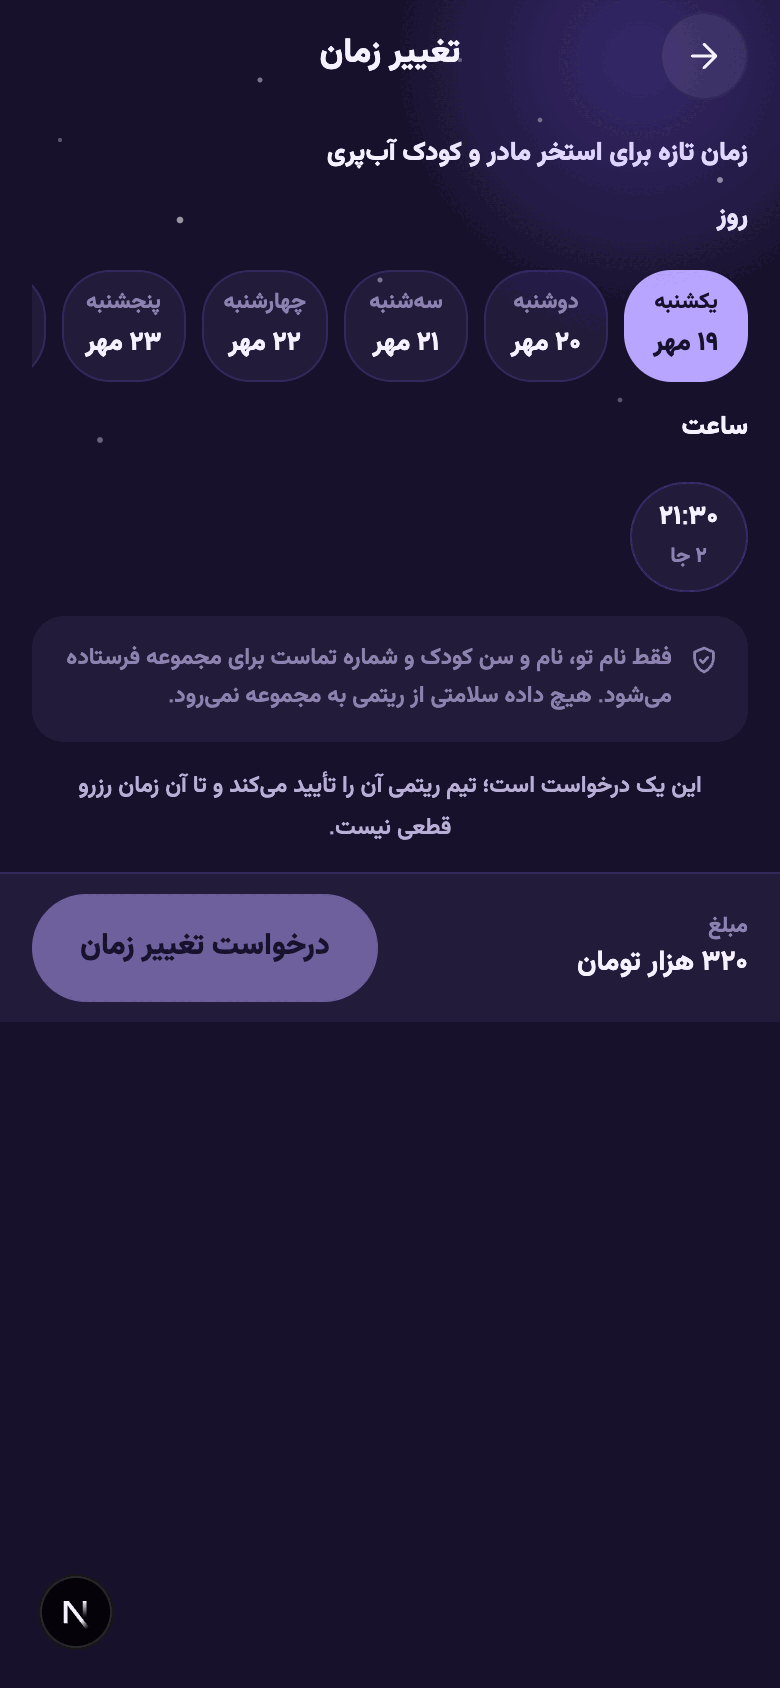 تغییر زمان
زمان تازه برای استخر مادر و کودک آب‌پری
روز
یکشنبه
۱۹ مهر
دوشنبه
۲۰ مهر
سه‌شنبه
۲۱ مهر
چهارشنبه
۲۲ مهر
پنجشنبه
۲۳ مهر
ساعت
۲۱:۳۰
۲ جا
فقط نام تو، نام و سن کودک و شماره تماست برای مجموعه فرستاده
می‌شود. هیچ داده سلامتی از ریتمی به مجموعه نمی‌رود.
این یک درخواست است؛ تیم ریتمی آن را تأیید می‌کند و تا آن زمان رزرو
قطعی نیست.
مبلغ
۳۲۰ هزار تومان
درخواست تغییر زمان
N